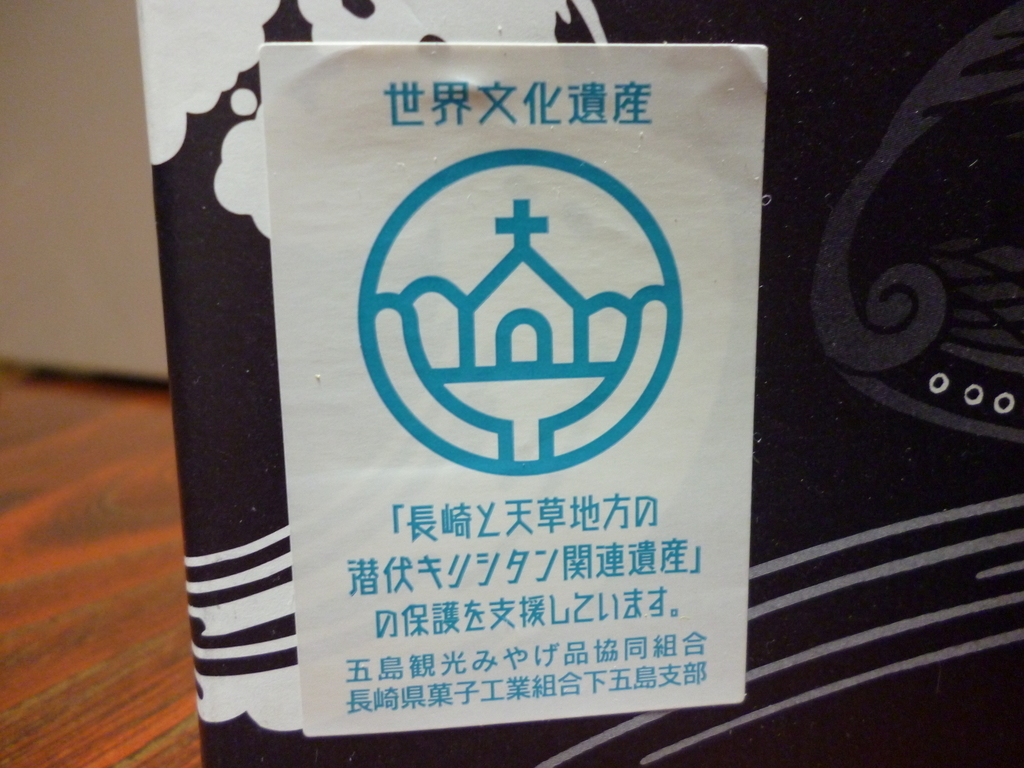 世界文化遺産
「長崎と天草地方の
潜伏キリシタン関連遺産」
の保護を支援しています。
五島観光みやげ品協同組合
長崎県菓子工業組合下五島支部